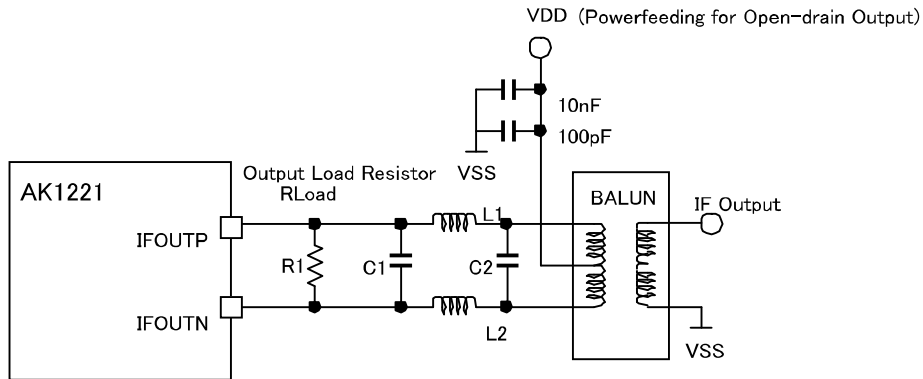 VDD (Powerfeeding for Open-drain Output)
10nF
100pF
VSS
Output Load Resistor
RLoad
AK1221
BALUN
IF Output
L1
IFOUTP
R1
C1
C2
IFOUTN
L2
VSS